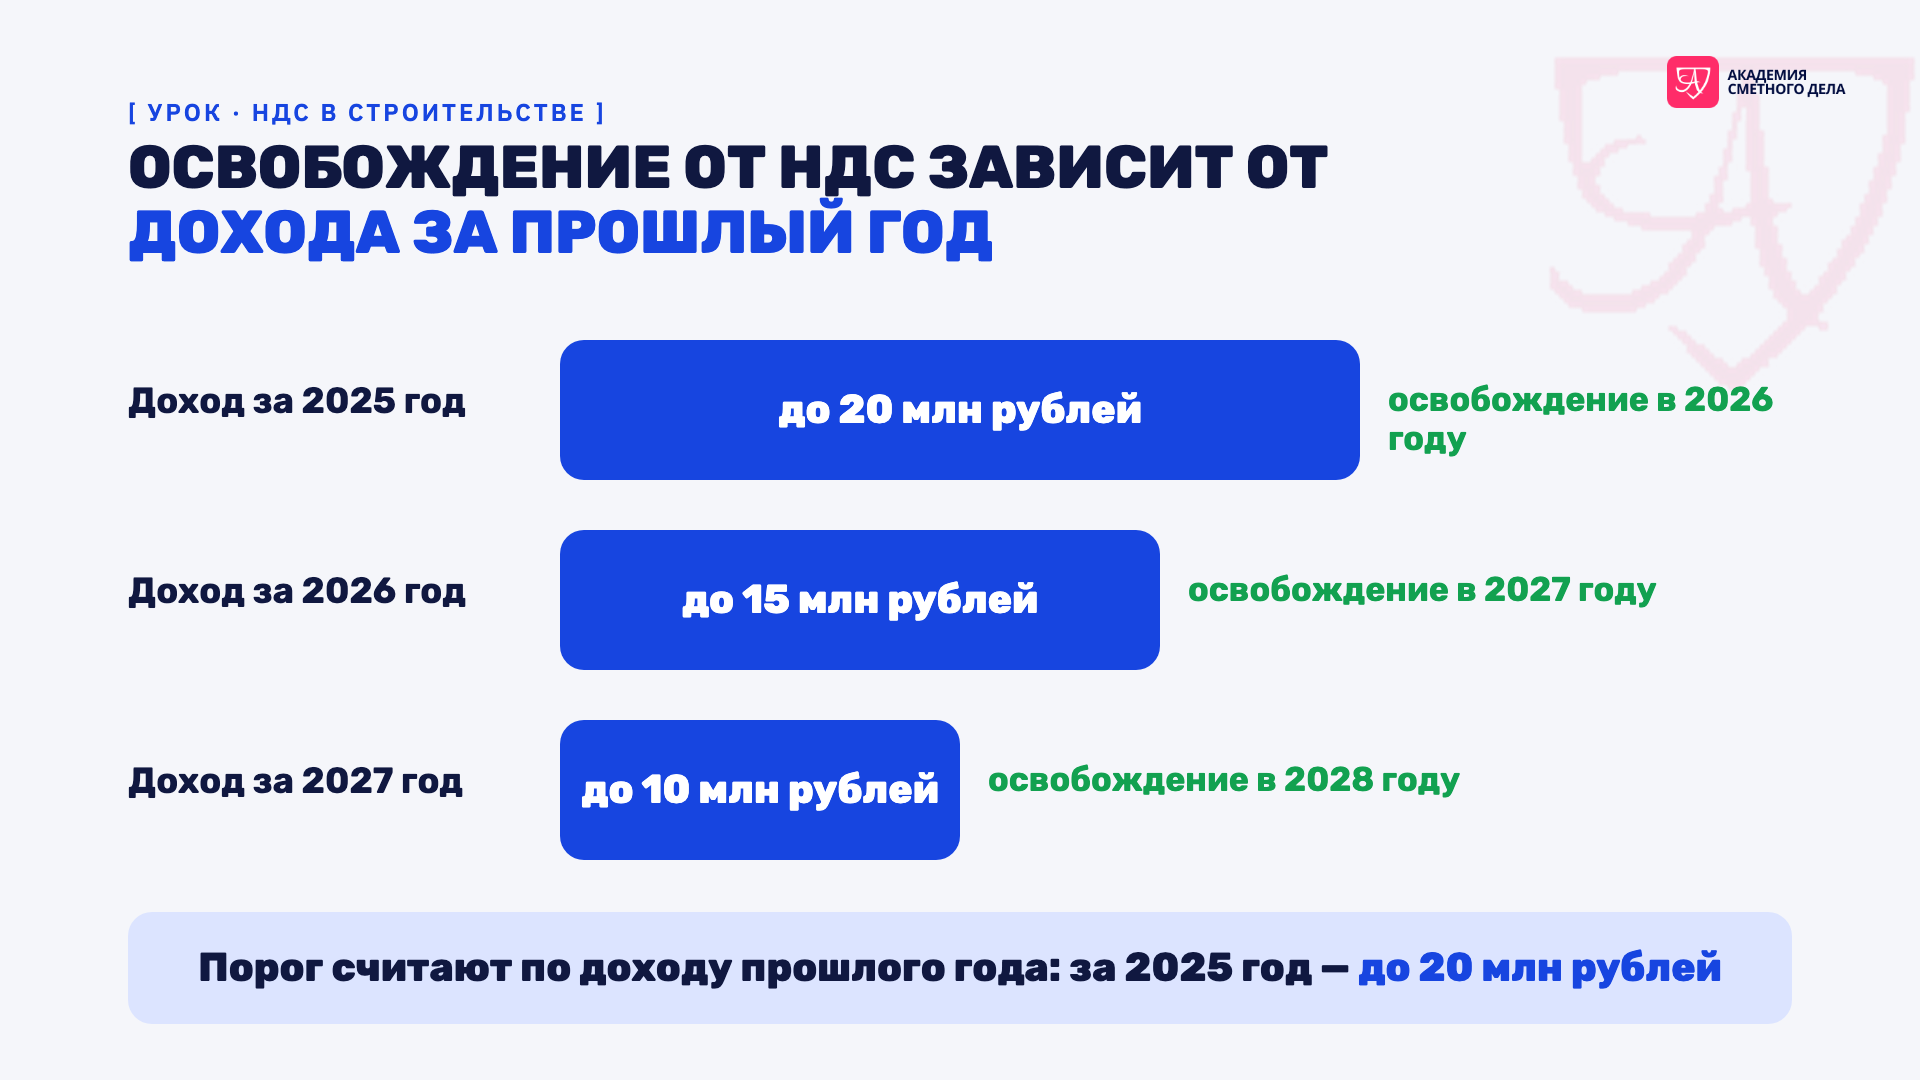 [ УРОК · НДС В СТРОИТЕЛЬСТВЕ ]
АКАДЕМИЯ
СМЕТНОГО ДЕЛА
ОСВОБОЖДЕНИЕ ОТ НДС ЗАВИСИТ ОТ
ДОХОДА ЗА ПРОШЛЫЙ ГОД
Доход за 2025 год
до 20 млн рублей
освобождение в 2026
году
Доход за 2026 год
до 15 млн рублей
освобождение в 2027 году
Доход за 2027 год
до 10 млн рублей
освобождение в 2028 году
Порог считают по доходу прошлого года: за 2025 год — до 20 млн рублей